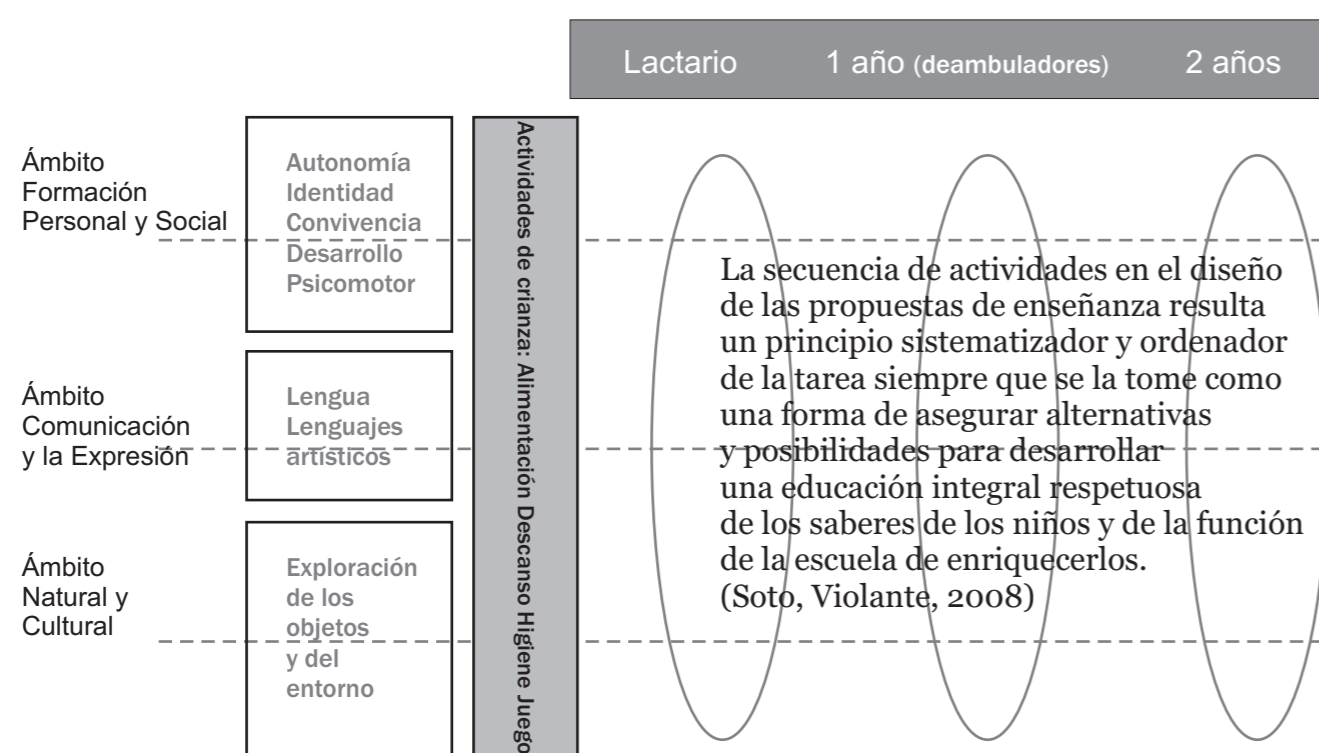 Lactario 1 año (deambuladores) 2 años
Ámbito
Formación
Personal y Social
Autonomía
Identidad
Convivencia
Desarrollo
Psicomotor
Ámbito
Comunicación
y la Expresión
Lengua
Lenguajes
artísticos
Ámbito
Natural y
Cultural
Exploración
de los
objetos
y del
entorno
Actividades de crianza: Alimentación Descanso Higiene Juego
La secuencia de actividades en el diseño
de las propuestas de enseñanza resulta
un principio sistematizador y ordenador
de la tarea siempre que se la tome como
una forma de asegurar alternativas
y posibilidades para desarrollar
una educación integral respetuosa
de los saberes de los niños y de la función
de la escuela de enriquecerlos.
(Soto, Violante, 2008)